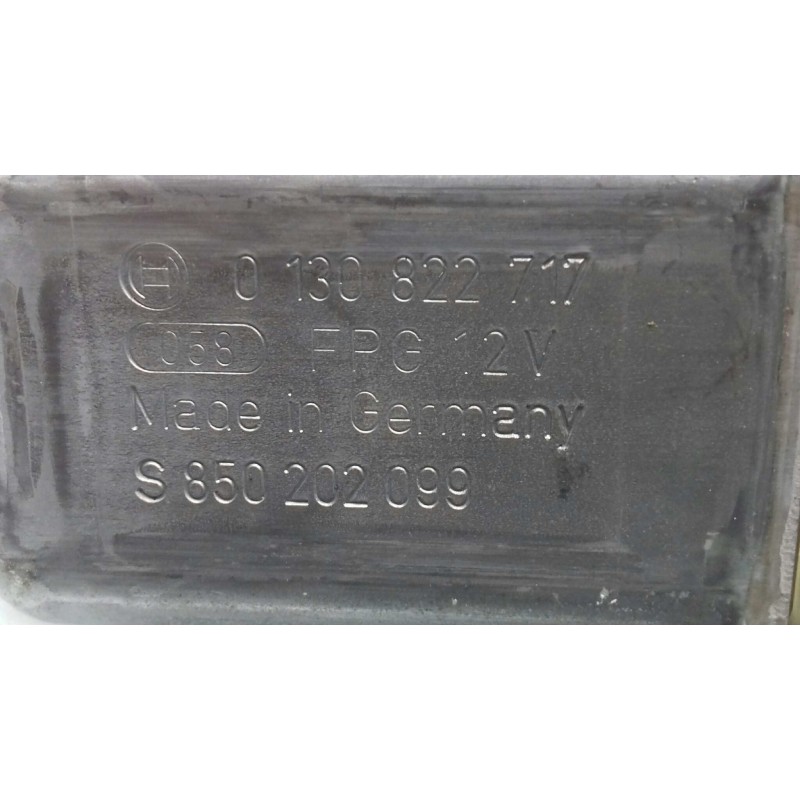 0 130 822 717
058 FPG 12V
Made in Germany
S 850 202 099